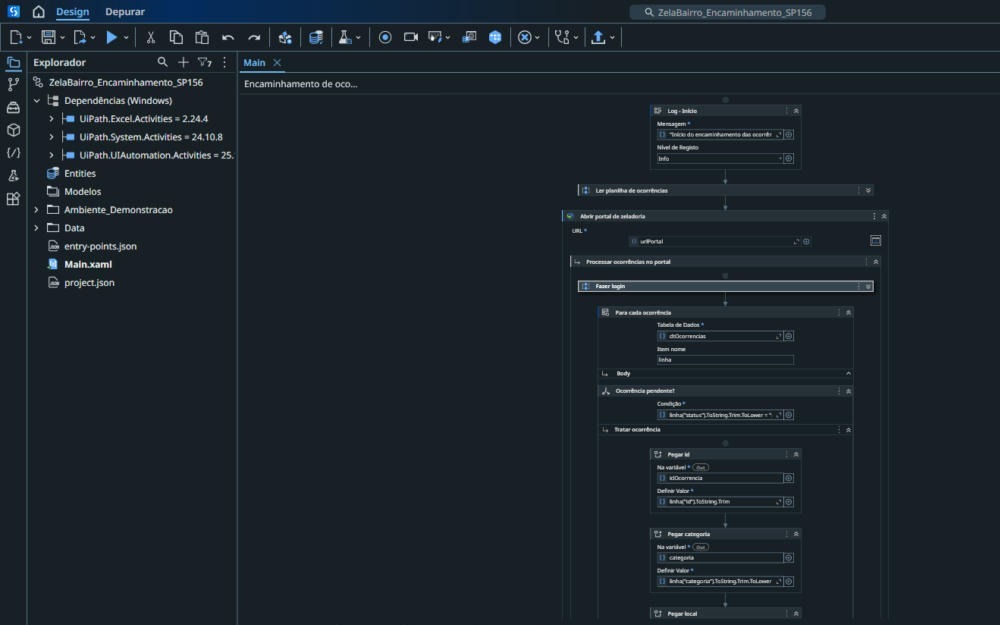 Design
Depurar
ZelaBairro_Encaminhamento_SP156
Explorador
7
Main
ZelaBairro_Encaminhamento_SP156
Encaminhamento de oco...
Dependências (Windows)
UiPath.Excel.Activities = 2.24.4
UiPath.System.Activities = 24.10.8
UiPath.UIAutomation.Activities = 25.
Entities
Modelos
Ambiente_Demonstracao
Data
entry-points.json
Main.xaml
project.json
Log - Início
Mensagem *
"Início do encaminhamento das ocorrên
Nível de Registo
Info
Ler planilha de ocorrências
Abrir portal de zeladoria
URL *
urlPortal
Processar ocorrências no portal
Fazer login
Para cada ocorrência
Tabela de Dados *
dtOcorrencias
Item nome
linha
Body
Ocorrência pendente?
Condição *
linha("status").ToString.Trim.ToLower = "
Tratar ocorrência
Pegar id
Na variável * Out
idOcorrencia
Definir Valor *
linha("id").ToString.Trim
Pegar categoria
Na variável * Out
categoria
Definir Valor *
linha("categoria").ToString.Trim.ToLower
Pegar local